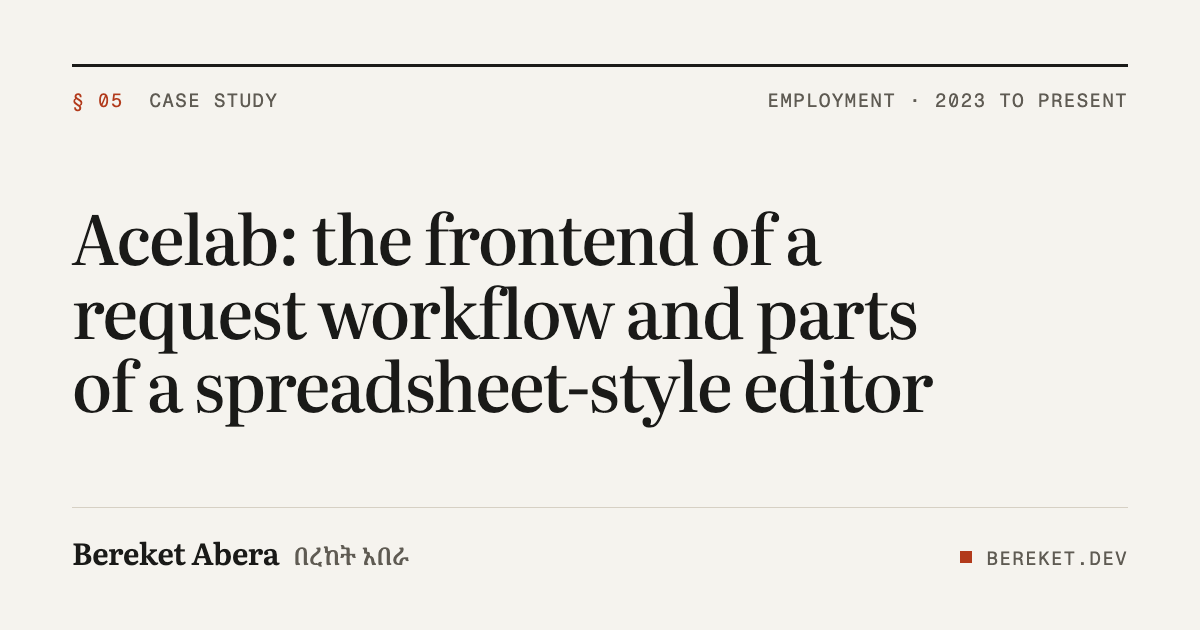 § 05 CASE STUDY
EMPLOYMENT · 2023 TO PRESENT
Acelab: the frontend of a
request workflow and parts
of a spreadsheet-style editor
Bereket Abera በረከት አበራ
BEREKET.DEV